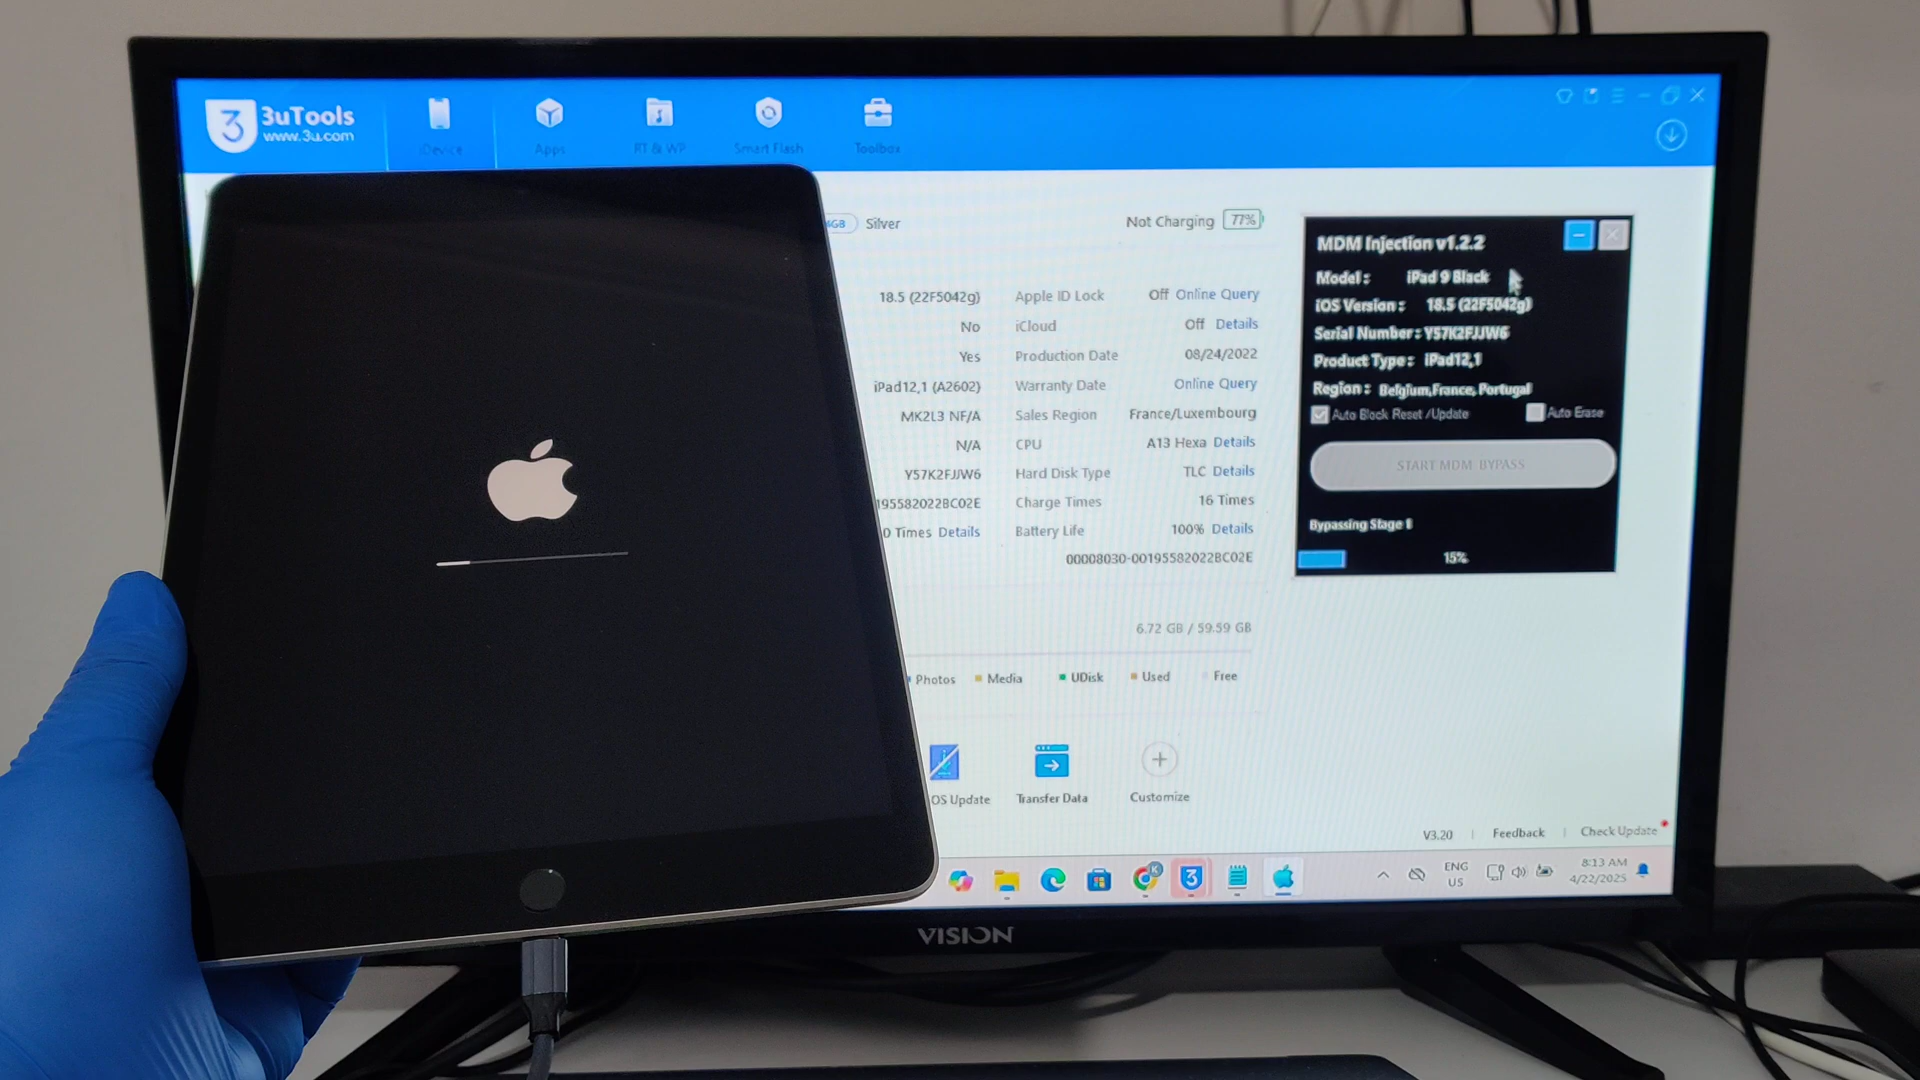 3uTools
www.3u.com
iDevice
Apps
RT & WP
Smart Flash
Toolbox
Silver
Not Charging 77%
18.5 (22F5042g)
Apple ID Lock Off Online Query
No
iCloud Off Details
Yes
Production Date 08/24/2022
iPad12,1 (A2602)
Warranty Date Online Query
MK2L3 NF/A
Sales Region France/Luxembourg
N/A
CPU A13 Hexa Details
Y57K2FJJW6
Hard Disk Type TLC Details
195582022BC02E
Charge Times 16 Times
0 Times Details
Battery Life 100% Details
00008030-00195582022BC02E
6.72 GB / 59.59 GB
Photos Media UDisk Used Free
OS Update
Transfer Data
Customize
V3.20 Feedback Check Update
MDM Injection v1.2.2
Model : iPad 9 Black
iOS Version : 18.5 (22F5042g)
Serial Number : Y57K2FJJW6
Product Type : iPad12,1
Region : Belgium,France, Portugal
Auto Block Reset /Update Auto Erase
START MDM BYPASS
Bypassing Stage 1
15%
ENG
US
8:13 AM
4/22/2025
VISION